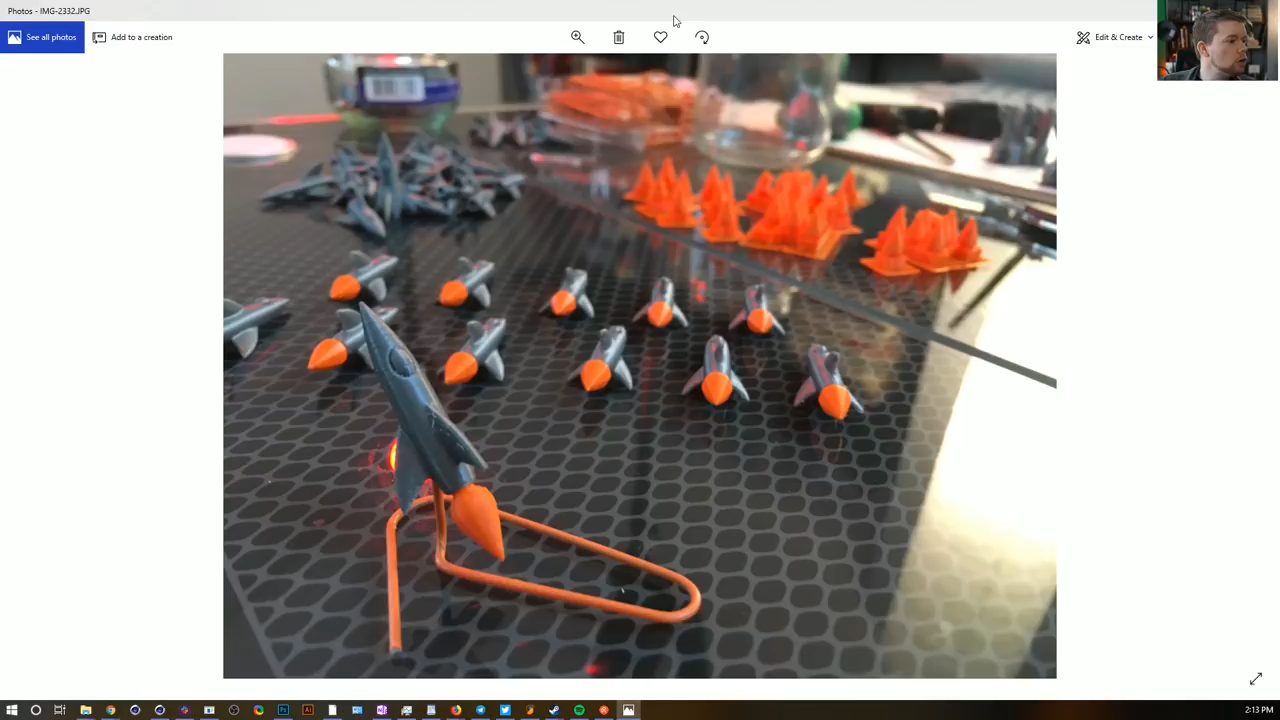 Photos - IMG-2332.JPG
See all photos
Add to a creation
Edit & Create
2:13 PM